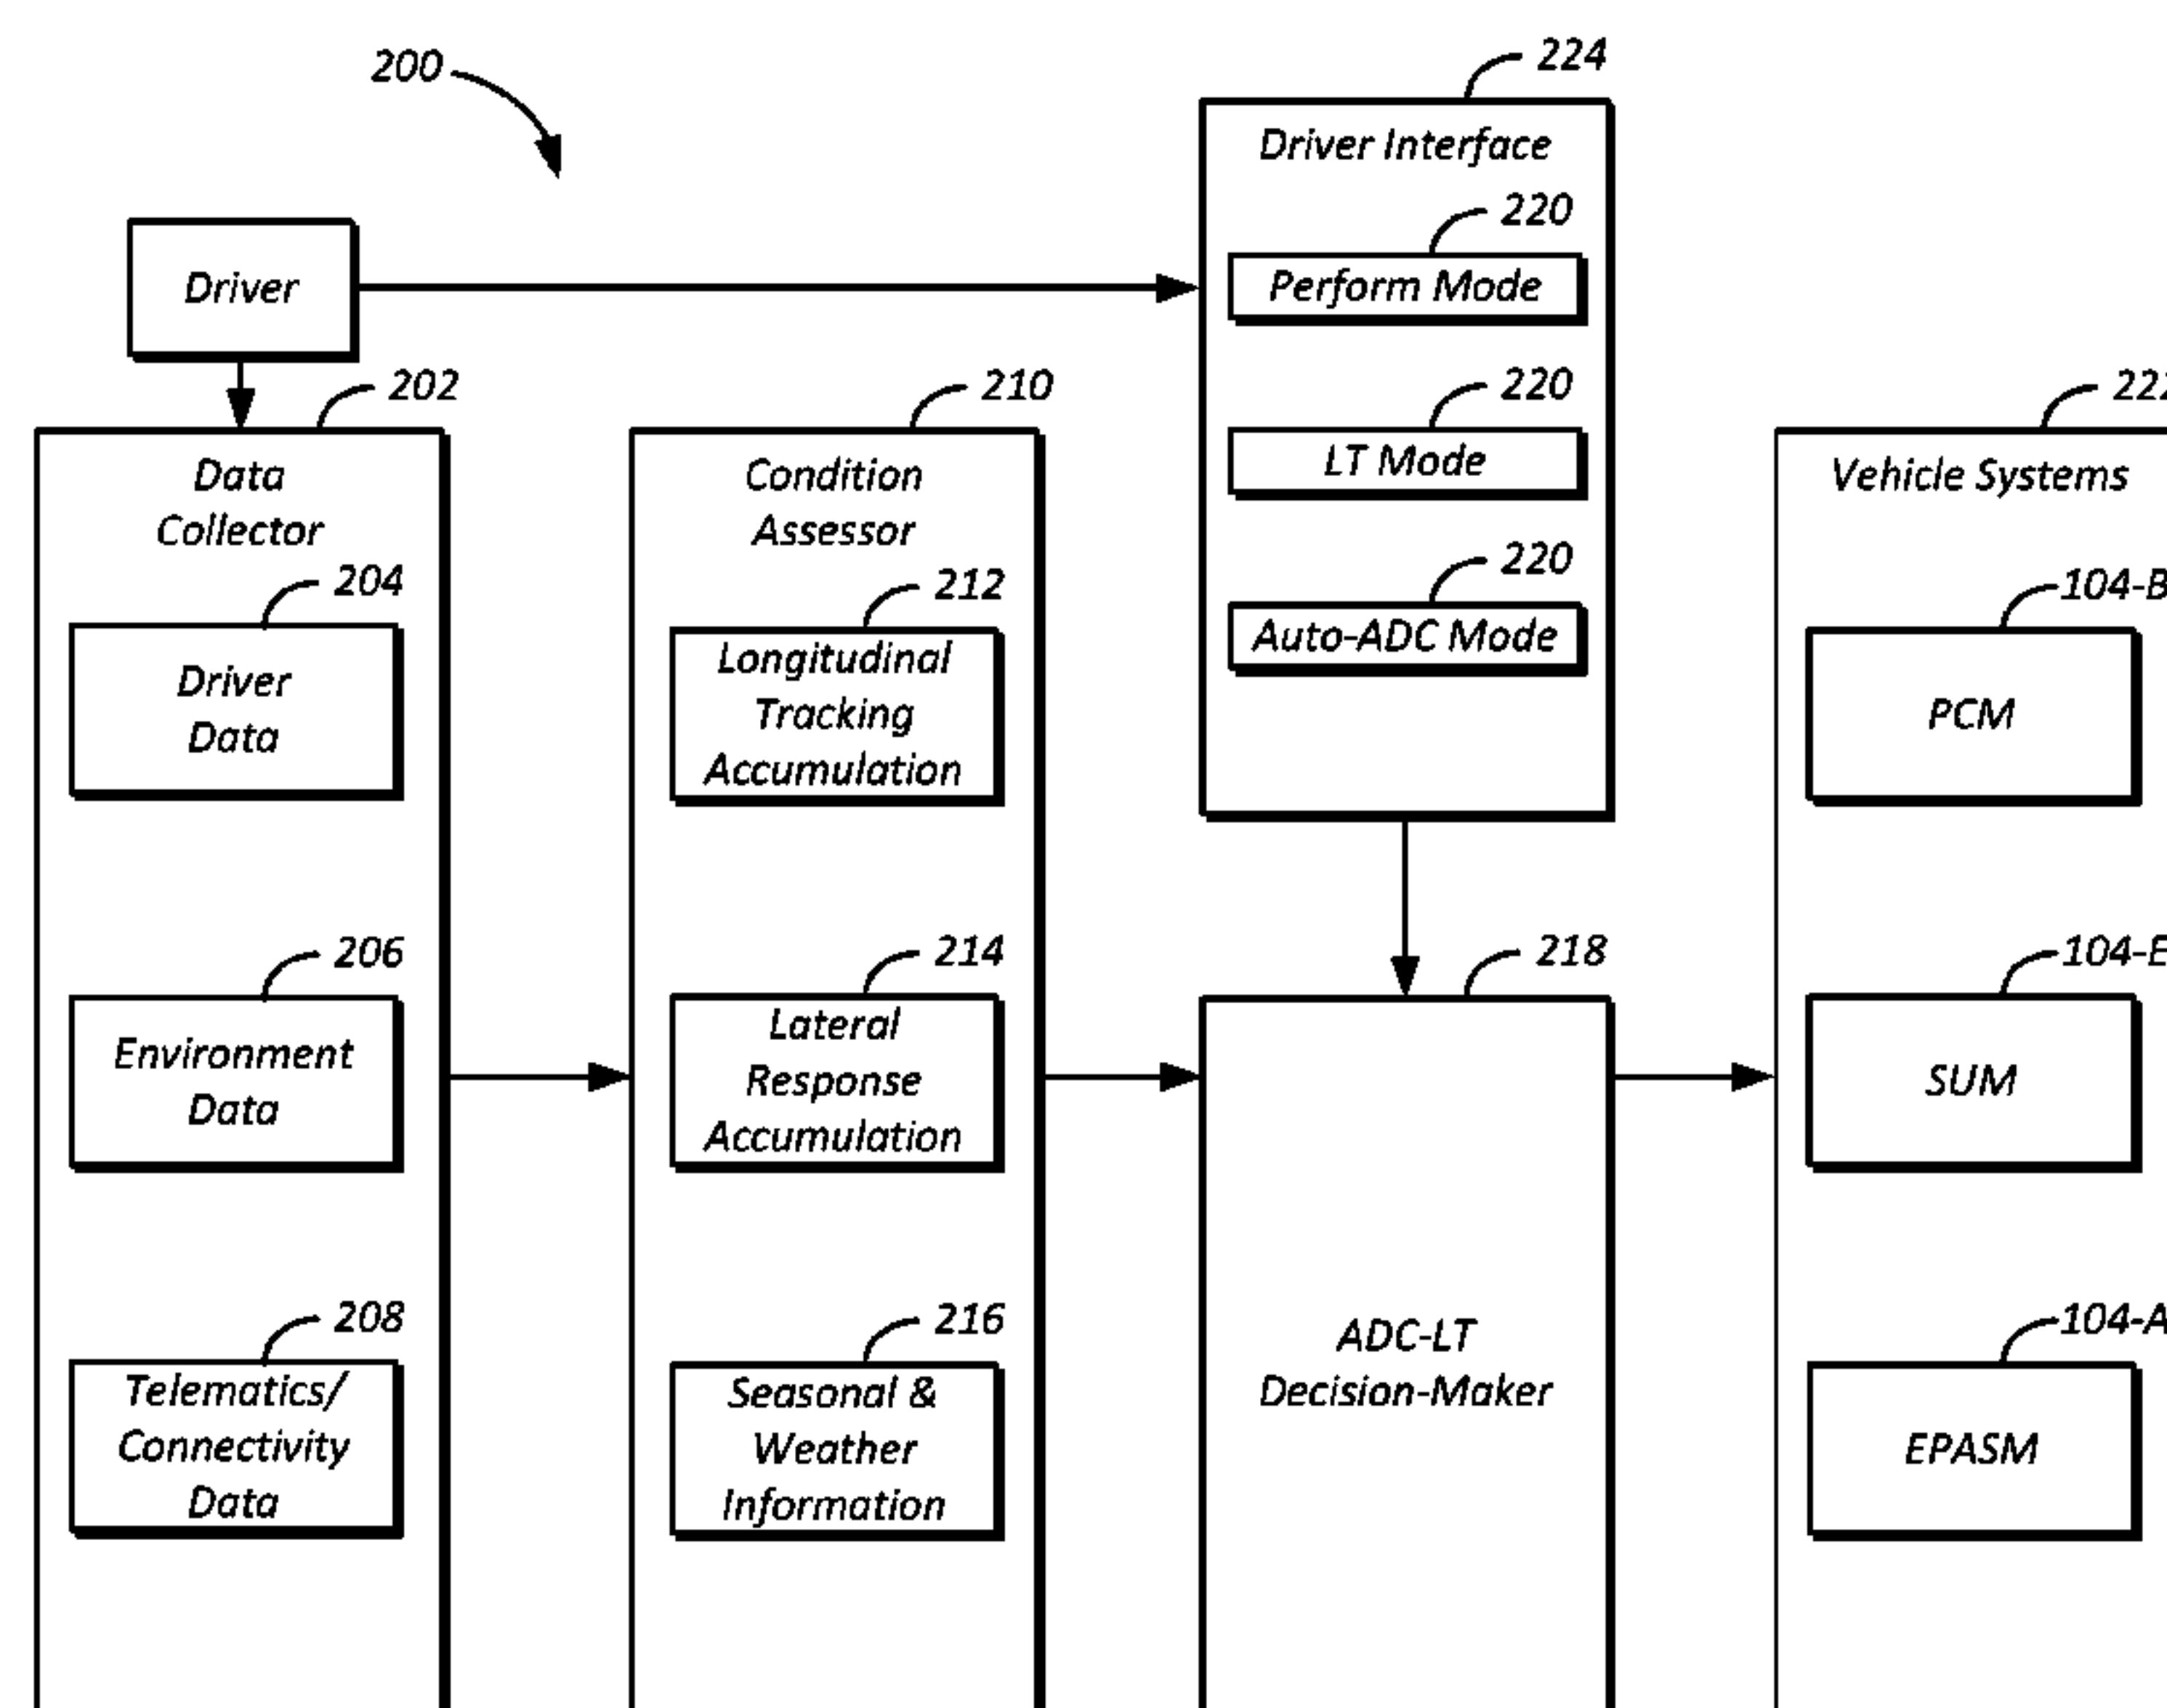 200
224
Driver Interface
220
Perform Mode
Driver
220
LT Mode
220
Auto-ADC Mode
202
Data
Collector
204
Driver
Data
206
Environment
Data
208
Telematics/
Connectivity
Data
210
Condition
Assessor
212
Longitudinal
Tracking
Accumulation
214
Lateral
Response
Accumulation
216
Seasonal &
Weather
Information
218
ADC-LT
Decision-Maker
222
Vehicle Systems
104-B
PCM
104-E
SUM
104-A
EPASM